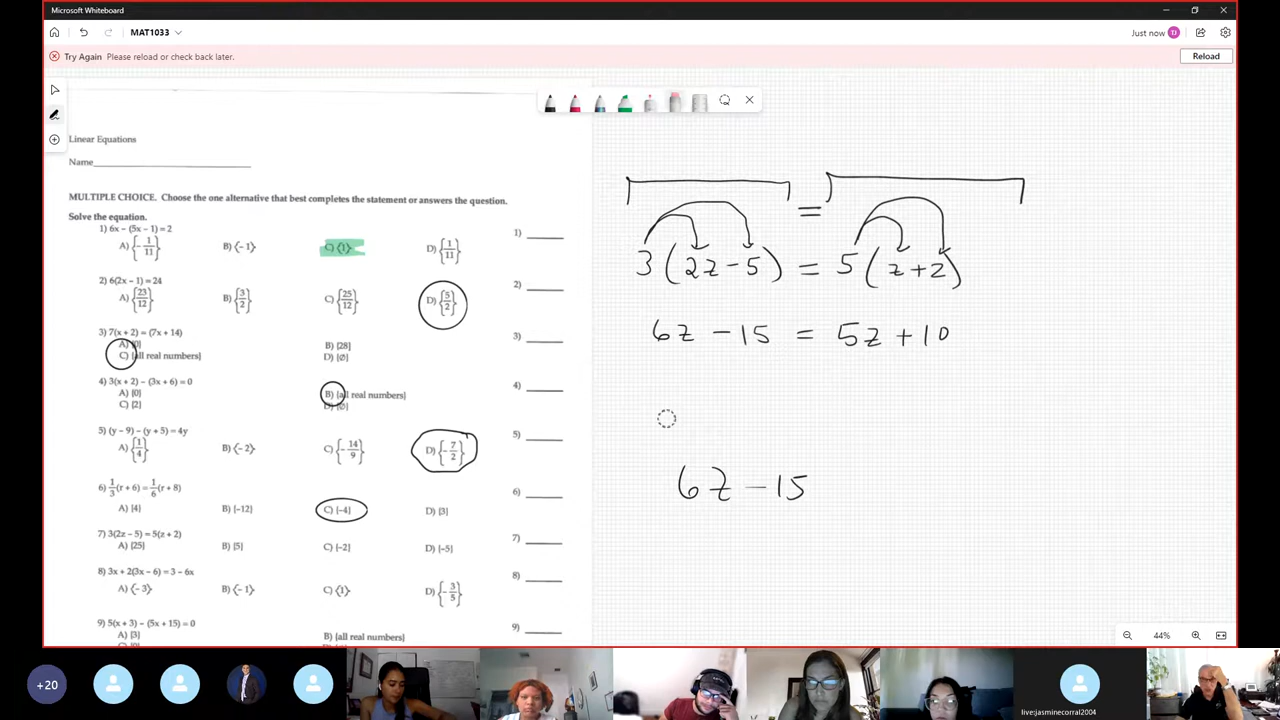 Microsoft Whiteboard
MAT1033
Just now TJ
Try Again Please reload or check back later.
Reload
Linear Equations
Name
MULTIPLE CHOICE. Choose the one alternative that best completes the statement or answers the question.
Solve the equation.
1) 6x − (5x − 1) = 2
A) {−1/11} B) {−1} C) {1} D) {1/11} 1)
2) 6(2x − 1) = 24
A) {23/12} B) {3/2} C) {25/12} D) {5/2} 2)
3) 7(x + 2) = (7x + 14)
A) {0} B) {28} 3)
C) {all real numbers} D) {∅}
4) 3(x + 2) − (3x + 6) = 0
A) {0} B) {all real numbers} 4)
C) {2} D) {∅}
5) (y − 9) − (y + 5) = 4y
A) {1/4} B) {−2} C) {−14/9} D) {−7/2} 5)
6) 1/3(r + 6) = 1/6(r + 8)
A) {4} B) {−12} C) {−4} D) {3} 6)
7) 3(2z − 5) = 5(z + 2)
A) {25} B) {5} C) {−2} D) {−5} 7)
8) 3x + 2(3x − 6) = 3 − 6x
A) {−3} B) {−1} C) {1} D) {−3/5} 8)
9) 5(x + 3) − (5x + 15) = 0
A) {3} B) {all real numbers} 9)
=
3(2z − 5) = 5(z + 2)
6z − 15 = 5z + 10
6z − 15
44%
+20
live:jasminecorral2004